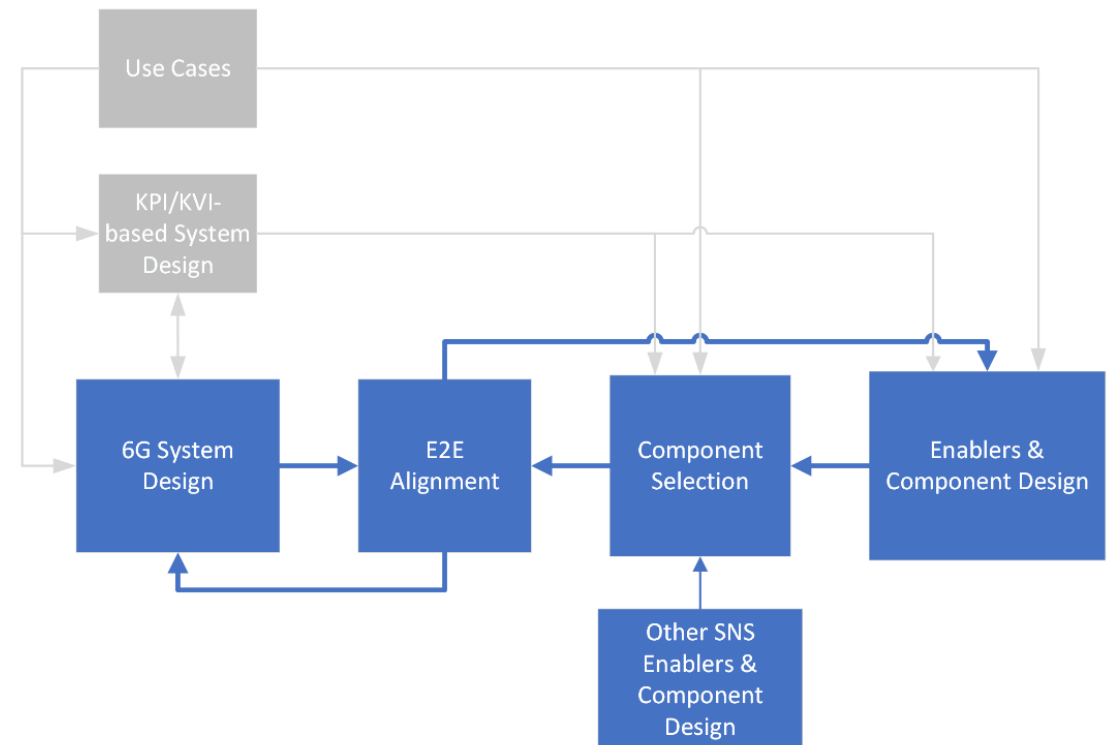 Use Cases
KPI/KVI-
based System
Design
6G System
Design
E2E
Alignment
Component
Selection
Enablers &
Component Design
Other SNS
Enablers &
Component
Design